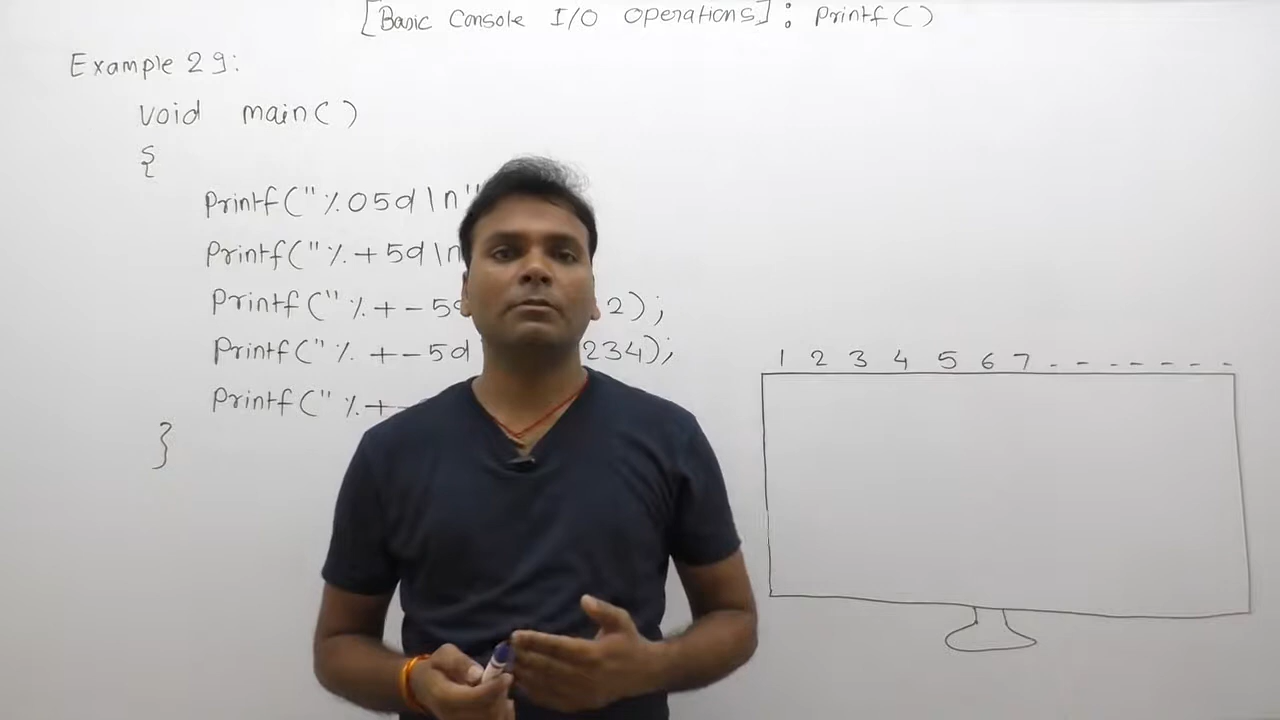 [Basic Console I/O Operations] : Printf()
Example 29:
void main()
{
Printf("%05d\n"
Printf("%+5d\n
Printf("%+-5 2);
Printf("%+-5d 234);
Printf("%+-
}
1 2 3 4 5 6 7 - - - - - - -